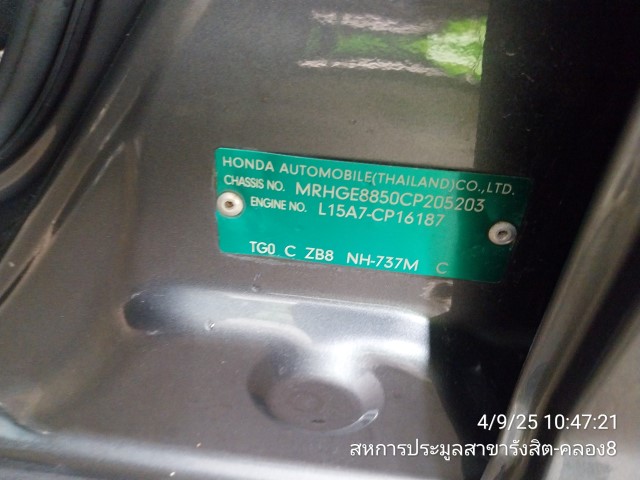 HONDA AUTOMOBILE(THAILAND)CO.,LTD.
CHASSIS NO. MRHGE8850CP205203
ENGINE NO. L15A7-CP16187
TG0 C ZB8 NH-737M C
4/9/25 10:47:21
สหการประมูลสาขารังสิต-คลอง8